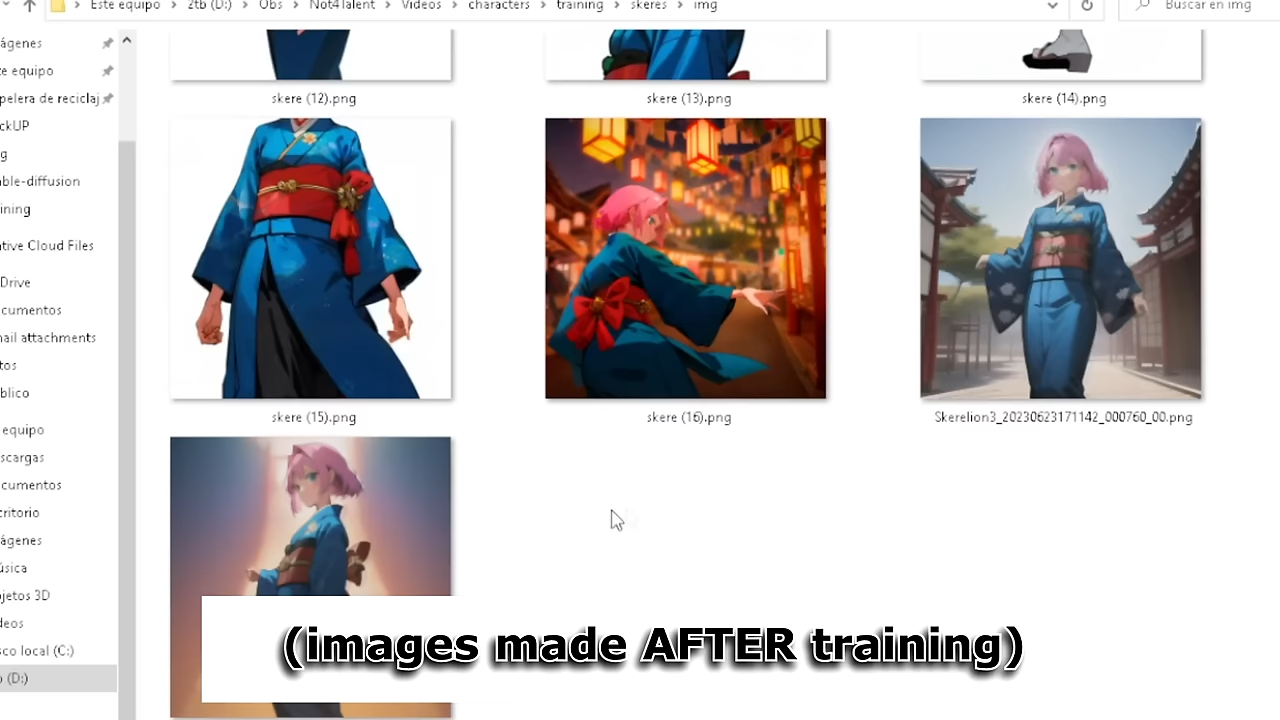 Este equipo > 2tb (D:) > Obs > Not4Talent > Videos > characters > training > skeres > img
Buscar en img
ágenes
te equipo
pelera de reciclaj
ckUP
g
ble-diffusion
ining
ative Cloud Files
Drive
cumentos
mail attachments
tos
blico
equipo
scargas
cumentos
critorio
ágenes
úsica
jetos 3D
deos
sco local (C:)
o (D:)
skere (12).png
skere (13).png
skere (14).png
skere (15).png
skere (16).png
Skerelion3_20230623171142_000760_00.png
(images made AFTER training)